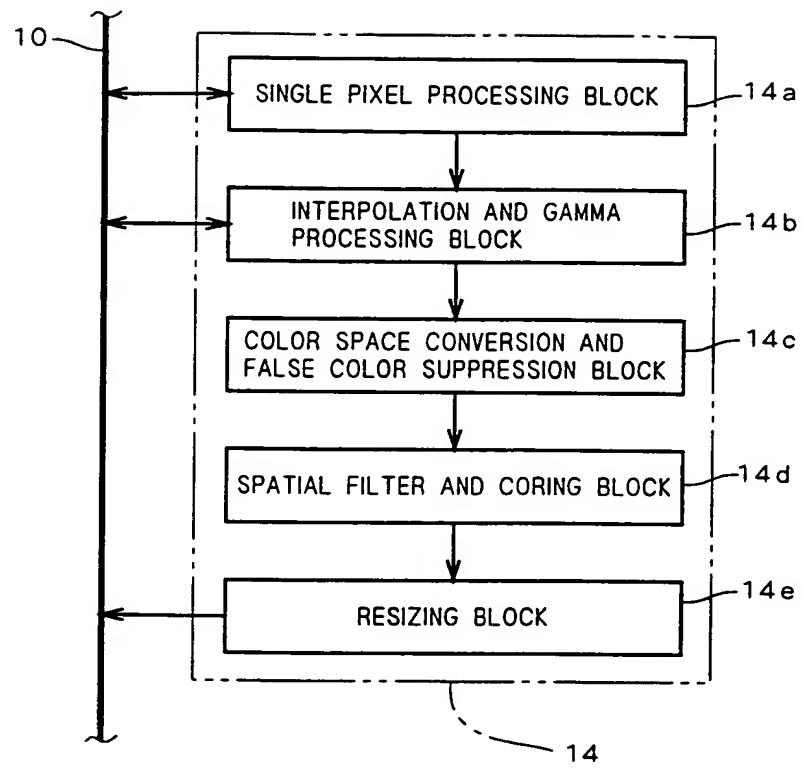 10
SINGLE PIXEL PROCESSING BLOCK
14a
INTERPOLATION AND GAMMA
PROCESSING BLOCK
14b
COLOR SPACE CONVERSION AND
FALSE COLOR SUPPRESSION BLOCK
14c
SPATIAL FILTER AND CORING BLOCK
14d
RESIZING BLOCK
14e
14